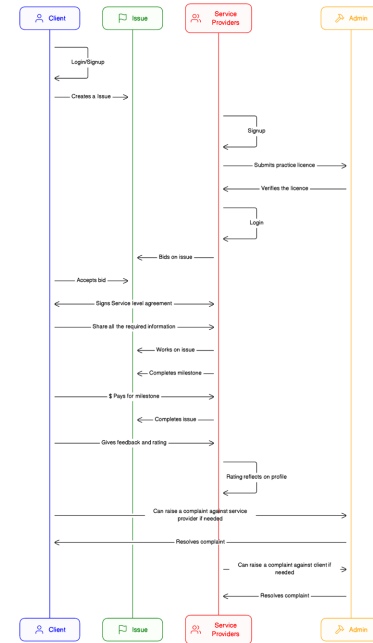 Client
Issue
Service
Providers
Admin
Login/Signup
Creates a Issue
Signup
Submits practice licence
Verifies the licence
Login
Bids on issue
Accepts bid
Signs Service level agreement
Share all the required information
Works on issue
Completes milestone
$ Pays for milestone
Completes issue
Gives feedback and rating
Rating reflects on profile
Can raise a complaint against service
provider if needed
Resolves complaint
Can raise a complaint against client if
needed
Resolves complaint
Client
Issue
Service
Providers
Admin